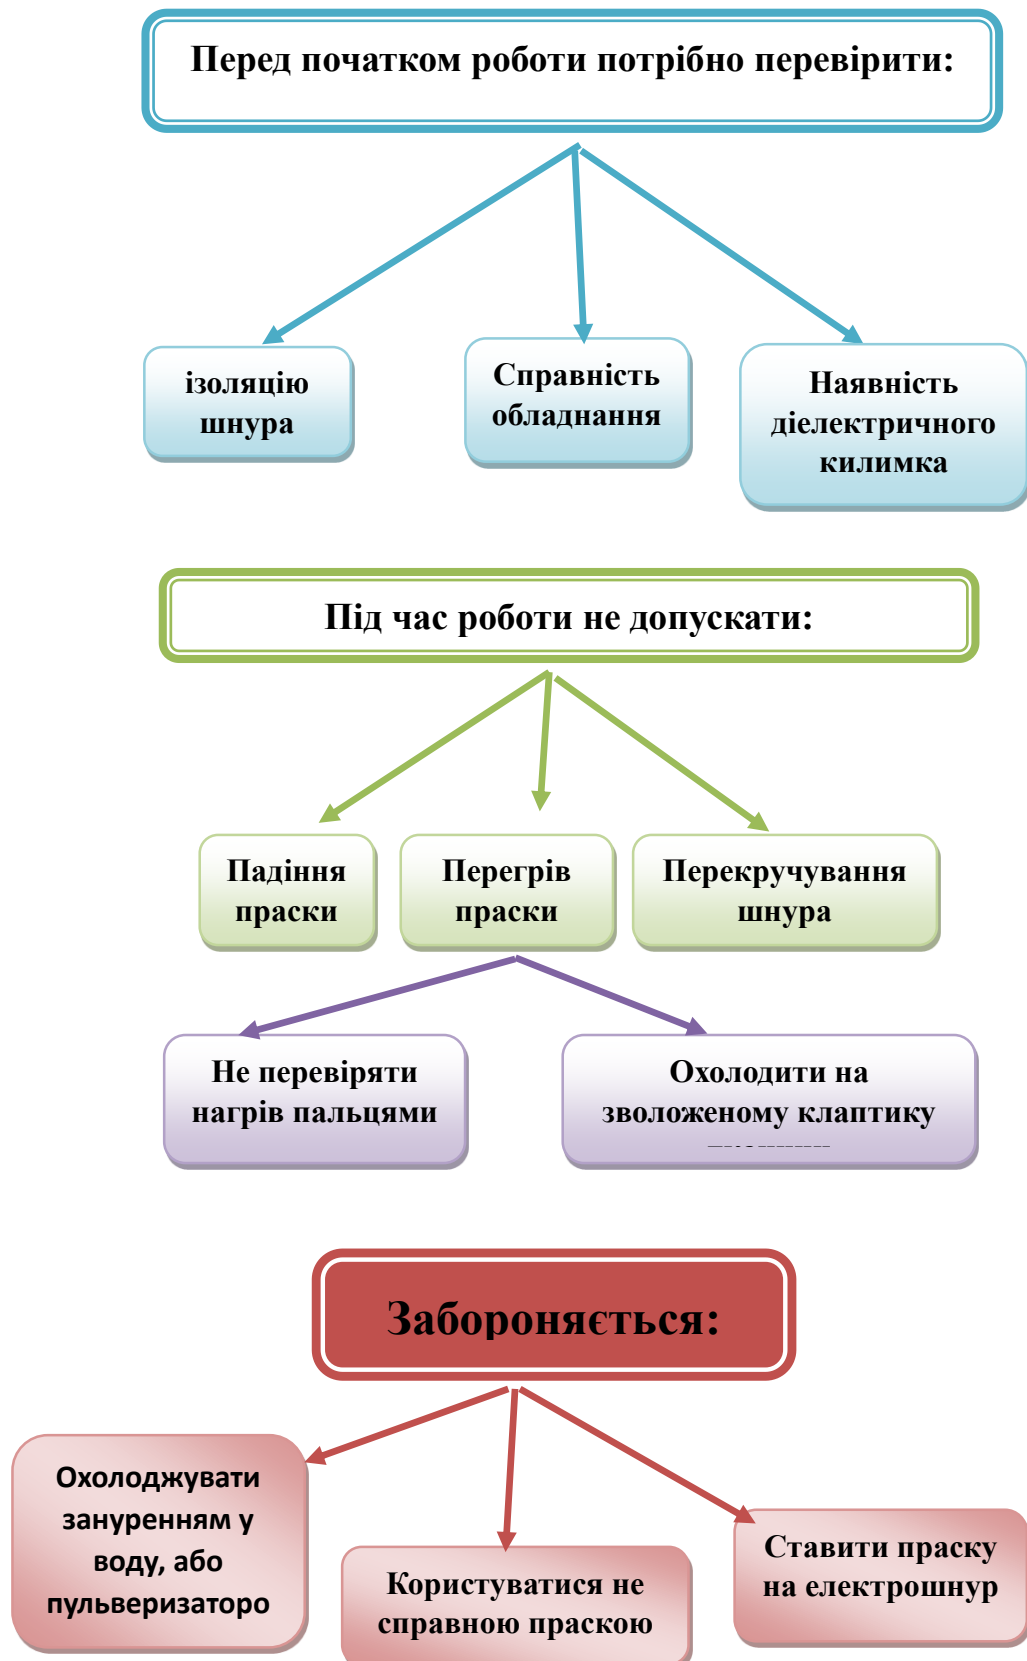 Перед початком роботи потрібно перевірити:
ізоляцію
шнура
Справність
обладнання
Наявність
діелектричного
килимка
Під час роботи не допускати:
Падіння
праски
Перегрів
праски
Перекручування
шнура
Не перевіряти
нагрів пальцями
Охолодити на
зволоженому клаптику
Забороняється:
Охолоджувати
зануренням у
воду, або
пульверизаторо
Користуватися не
справною праскою
Ставити праску
на електрошнур